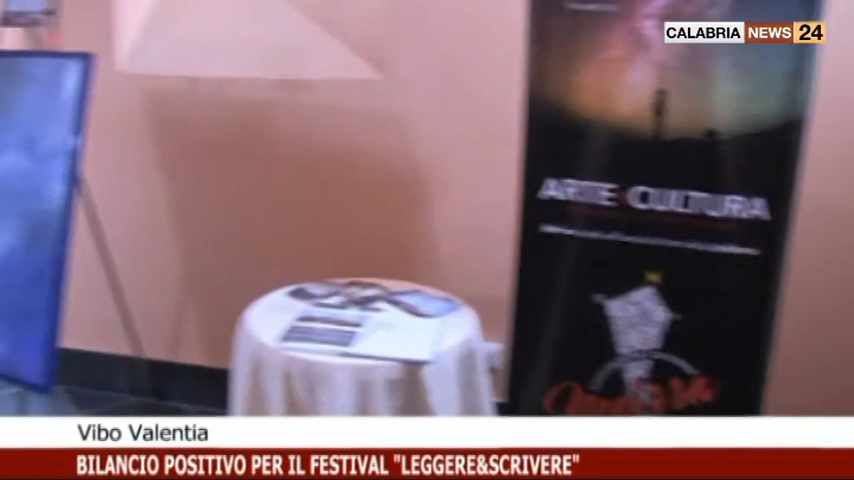 CALABRIA NEWS 24
ARTE&CULTURA
Vibo Valentia
BILANCIO POSITIVO PER IL FESTIVAL "LEGGERE&SCRIVERE"